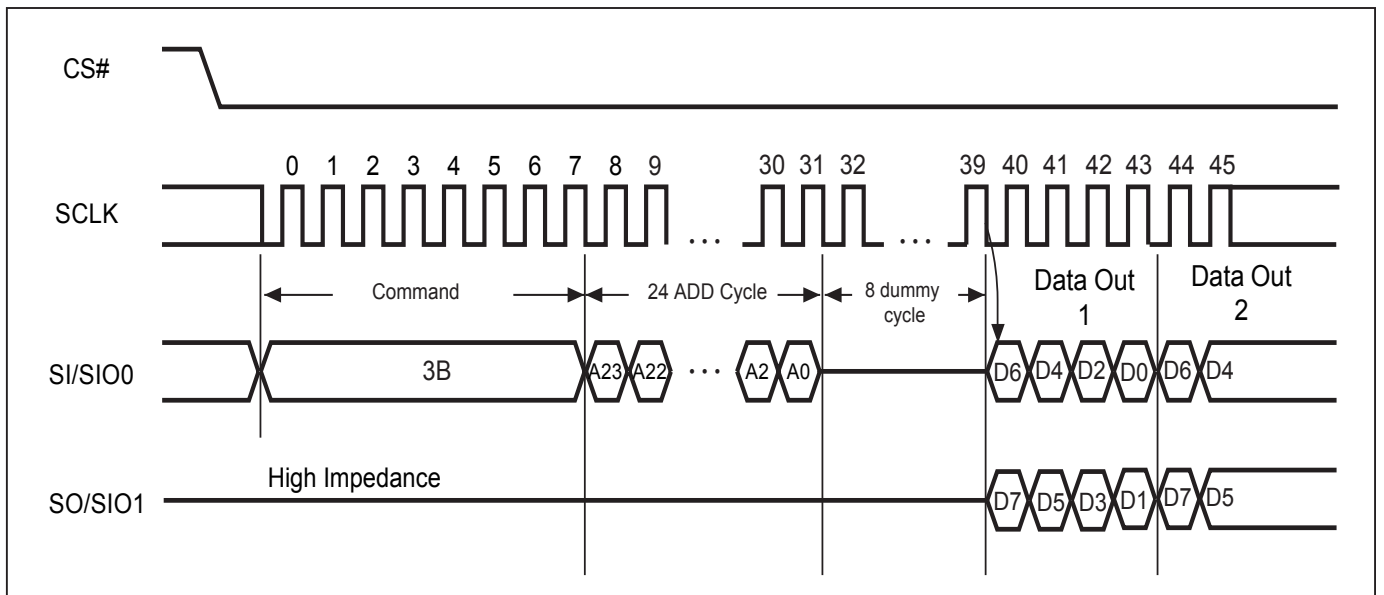 CS#
0 1 2 3 4 5 6 7 8 9 30 31 32 39 40 41 42 43 44 45
SCLK
... ...
Command 24 ADD Cycle 8 dummy cycle Data Out 1 Data Out 2
SI/SIO0 3B A23 A22 ... A2 A0 D6 D4 D2 D0 D6 D4
High Impedance
SO/SIO1 D7 D5 D3 D1 D7 D5